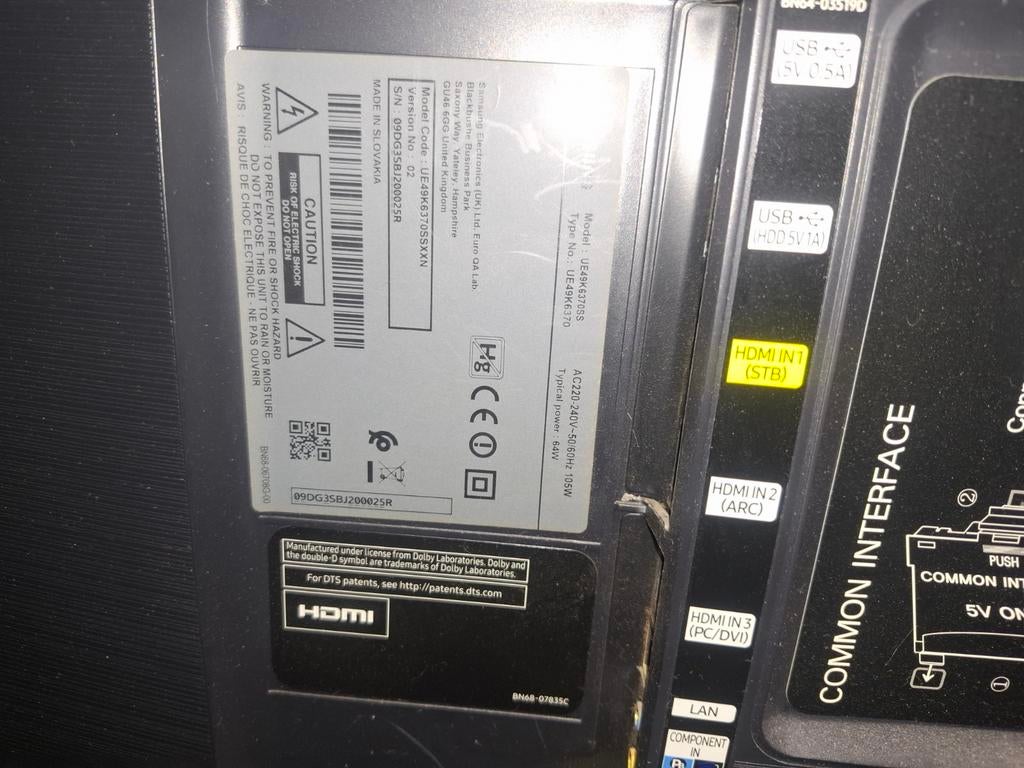 Model : UE49K6370SS
Type No.: UE49K6370
AC220-240V~50/60Hz 105W
Typical power : 64W
Samsung Electronics (UK) Ltd, Euro QA Lab.
Blackbushe Business Park
Saxony Way, Yateley, Hampshire
GU46 6GG United Kingdom
Hg
CE
Model Code : UE49K6370SSXXN
Version No : 02
S/N : 09DG3SBJ200025R
MADE IN SLOVAKIA
CAUTION
RISK OF ELECTRIC SHOCK
DO NOT OPEN
WARNING : TO PREVENT FIRE OR SHOCK HAZARD
DO NOT EXPOSE THIS UNIT TO RAIN OR MOISTURE
AVIS : RISQUE DE CHOC ELECTRIQUE - NE PAS OUVRIR
BN68-06708G-00
09DG3SBJ200025R
Manufactured under license from Dolby Laboratories. Dolby and
the double-D symbol are trademarks of Dolby Laboratories.
For DTS patents, see http://patents.dts.com
HDMI
BN68-07835C
BN64-03519D
USB
(5V 0.5A)
USB
(HDD 5V 1A)
HDMI IN 1
(STB)
HDMI IN 2
(ARC)
HDMI IN 3
(PC/DVI)
LAN
COMPONENT
IN
COMMON INTERFACE
②
PUSH
COMMON INT
5V ON
①